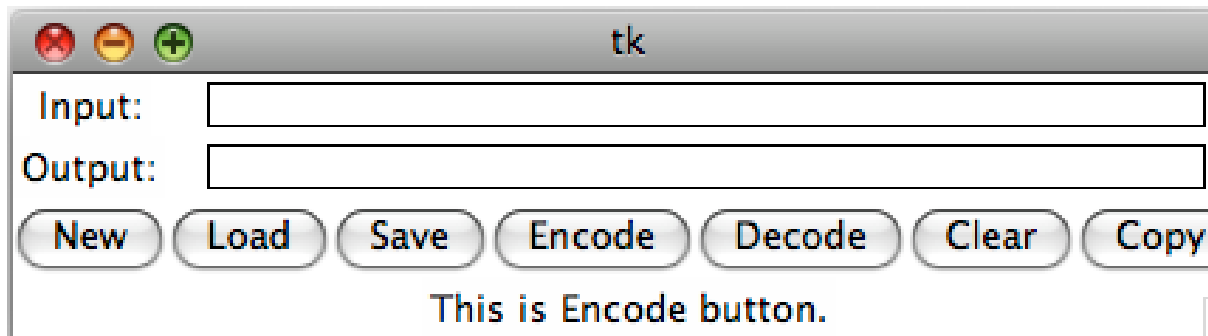 tk
Input:
Output:
New Load Save Encode Decode Clear Copy
This is Encode button.